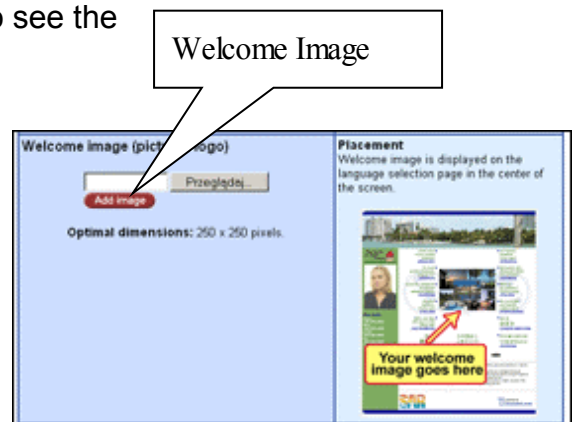 o see the
Welcome Image
Welcome image (pict logo)
Przeglądaj...
Add image
Optimal dimensions: 250 x 250 pixels.
Placement
Welcome image is displayed on the
language selection page in the center of
the screen.
Your welcome
image goes here